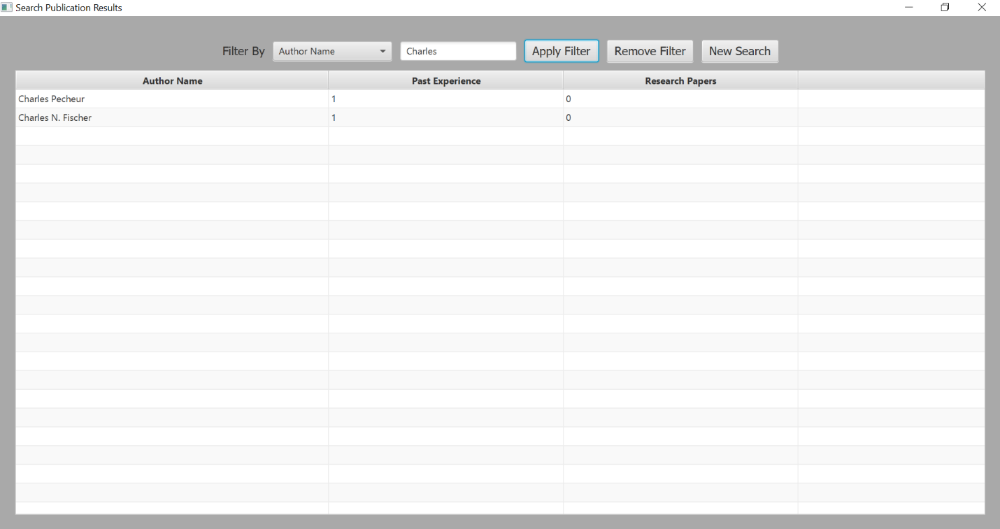 Search Publication Results
Filter By Author Name Charles Apply Filter Remove Filter New Search
Author Name Past Experience Research Papers
Charles Pecheur 1 0
Charles N. Fischer 1 0